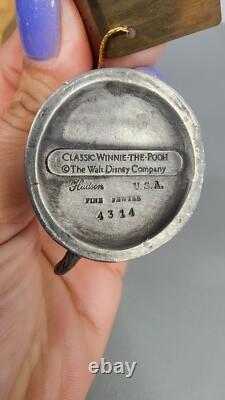 CLASSIC WINNIE-THE-POOH
© THE WALT DISNEY COMPANY
Hudson U.S.A.
FINE PEWTER
4314